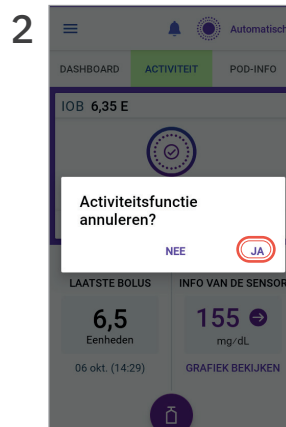 2
Automatisch
DASHBOARD ACTIVITEIT POD-INFO
IOB 6,35 E
Activiteitsfunctie
annuleren?
NEE JA
LAATSTE BOLUS INFO VAN DE SENSOR
6,5 155
Eenheden mg/dL
06 okt. (14:29) GRAFIEK BEKIJKEN